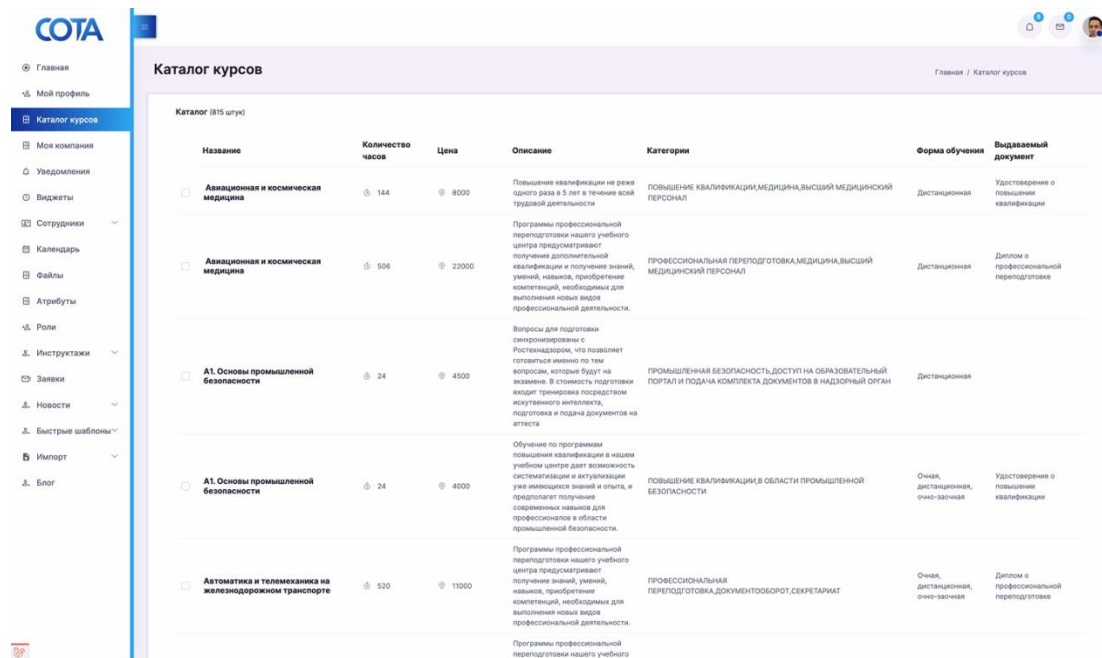 СОТА
9
0
Главная
Мой профиль
Каталог курсов
Моя компания
Уведомления
Виджеты
Сотрудники
Календарь
Файлы
Атрибуты
Роли
Инструктажи
Заявки
Новости
Быстрые шаблоны
Импорт
Блог
Каталог курсов
Главная / Каталог курсов
Каталог (815 штук)
Название
Количество
часов
Цена
Описание
Категории
Форма обучения
Выдаваемый
документ
Авиационная и космическая
медицина
144
8000
Повышение квалификации не реже
одного раза в 5 лет в течение всей
трудовой деятельности
ПОВЫШЕНИЕ КВАЛИФИКАЦИИ,МЕДИЦИНА,ВЫСШИЙ МЕДИЦИНСКИЙ
ПЕРСОНАЛ
Дистанционная
Удостоверение о
повышении
квалификации
Авиационная и космическая
медицина
506
22000
Программы профессиональной
переподготовки нашего учебного
центра предусматривают
получение дополнительной
квалификации и получение знаний,
умений, навыков, приобретение
компетенций, необходимых для
выполнения новых видов
профессиональной деятельности.
ПРОФЕССИОНАЛЬНАЯ ПЕРЕПОДГОТОВКА,МЕДИЦИНА,ВЫСШИЙ
МЕДИЦИНСКИЙ ПЕРСОНАЛ
Дистанционная
Диплом о
профессиональной
переподготовке
А1. Основы промышленной
безопасности
24
4500
Вопросы для подготовки
синхронизированы с
Ростехнадзором, что позволяет
готовиться именно по тем
вопросам, которые будут на
экзамене. В стоимость подготовки
входит тренировка посредством
искутвенного интеллекта,
подготовка и подача документов на
аттеста
ПРОМЫШЛЕННАЯ БЕЗОПАСНОСТЬ,ДОСТУП НА ОБРАЗОВАТЕЛЬНЫЙ
ПОРТАЛ И ПОДАЧА КОМПЛЕКТА ДОКУМЕНТОВ В НАДЗОРНЫЙ ОРГАН
Дистанционная
А1. Основы промышленной
безопасности
24
4000
Обучение по программам
повышения квалификации в нашем
учебном центре дает возможность
систематизации и актуализации
уже имеющихся знаний и опыта, и
предполагет получение
современных навыков для
профессионалов в области
промышленной безопасности.
ПОВЫШЕНИЕ КВАЛИФИКАЦИИ,В ОБЛАСТИ ПРОМЫШЛЕННОЙ
БЕЗОПАСНОСТИ
Очная,
дистанционная,
очно-заочная
Удостоверение о
повышении
квалификации
Автоматика и телемеханика на
железнодорожном транспорте
520
11000
Программы профессиональной
переподготовки нашего учебного
центра предусматривают
получение знаний, умений,
навыков, приобретение
компетенций, необходимых для
выполнения новых видов
профессиональной деятельности.
ПРОФЕССИОНАЛЬНАЯ
ПЕРЕПОДГОТОВКА,ДОКУМЕНТООБОРОТ,СЕКРЕТАРИАТ
Очная,
дистанционная,
очно-заочная
Диплом о
профессиональной
переподготовке
Программы профессиональной
переподготовки нашего учебного